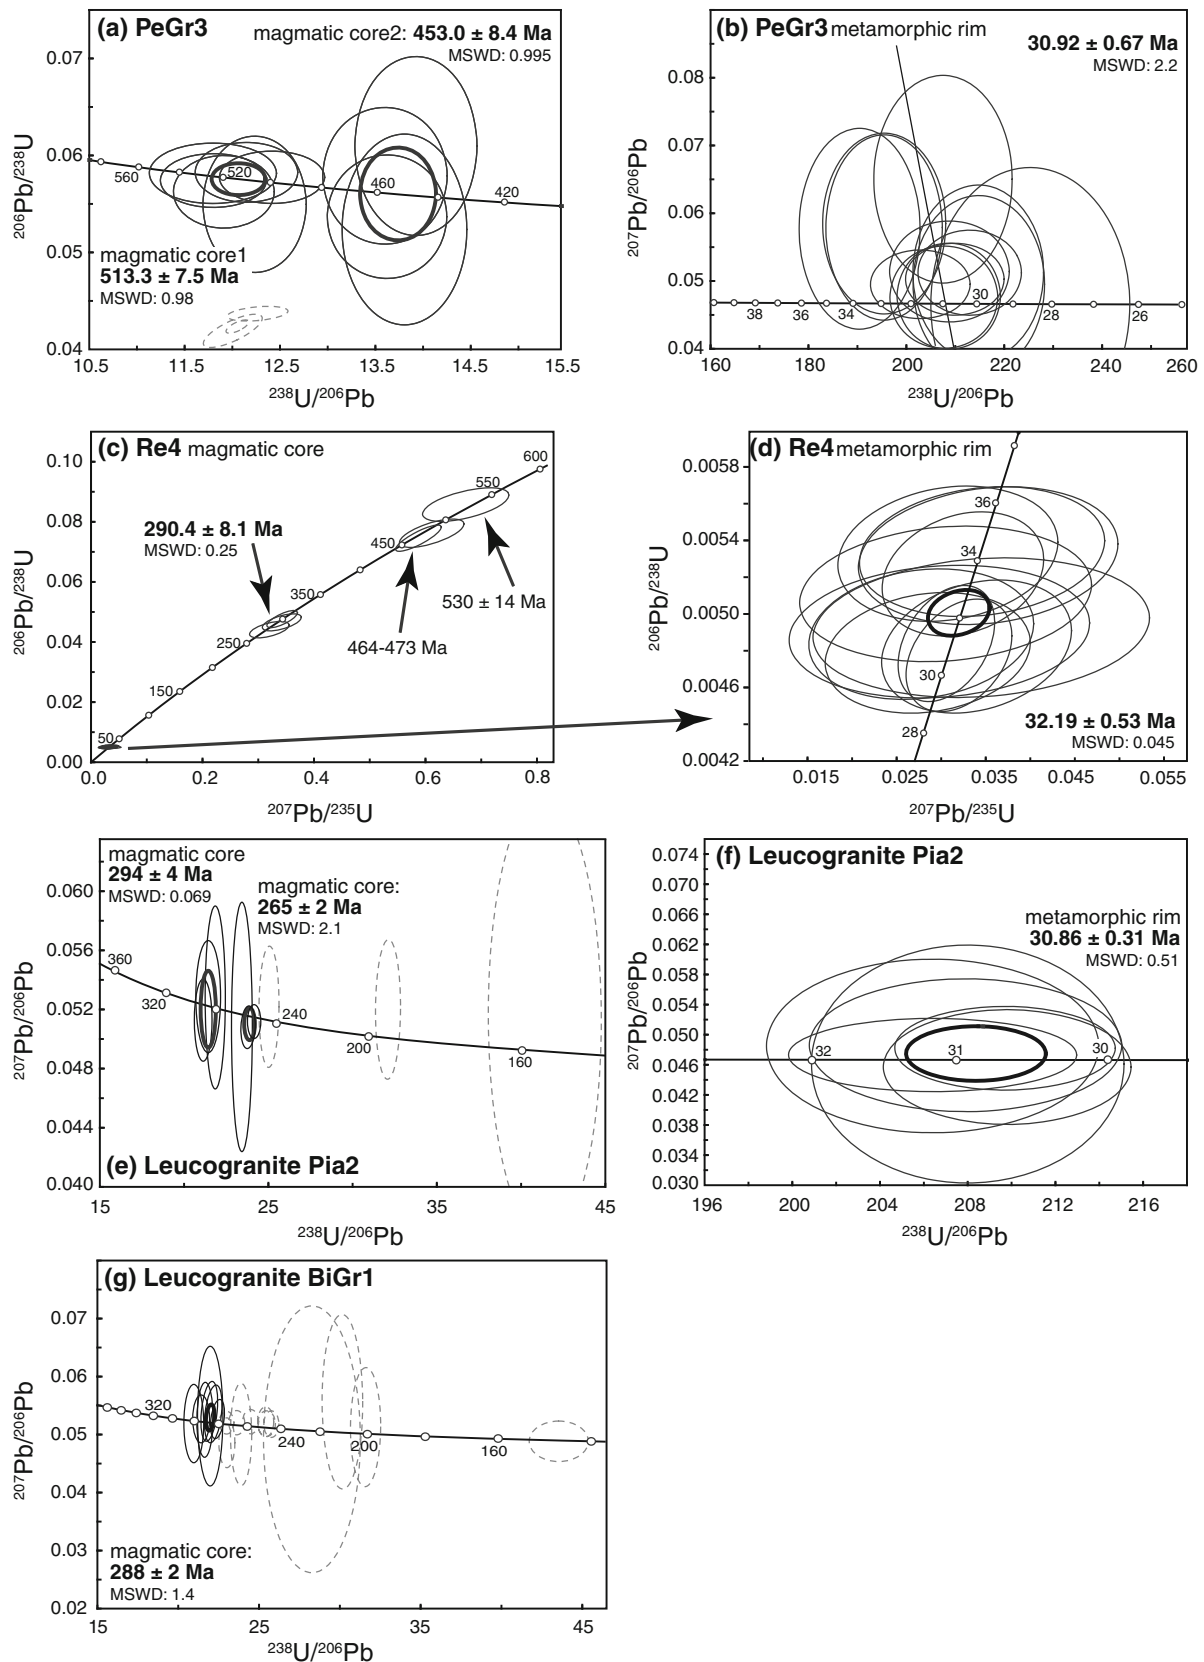 (a) PeGr3
magmatic core2: 453.0 ± 8.4 Ma
MSWD: 0.995
0.07
0.06
0.05
0.04
206Pb/238U
560
520
460
420
magmatic core1
513.3 ± 7.5 Ma
MSWD: 0.98
10.5 11.5 12.5 13.5 14.5 15.5
238U/206Pb
(b) PeGr3 metamorphic rim
30.92 ± 0.67 Ma
MSWD: 2.2
0.08
0.07
0.06
0.05
0.04
207Pb/206Pb
38 36 34 30 28 26
160 180 200 220 240 260
238U/206Pb
(c) Re4 magmatic core
0.10
0.08
0.06
0.04
0.02
0.00
206Pb/238U
600
550
450
350
250
150
50
290.4 ± 8.1 Ma
MSWD: 0.25
530 ± 14 Ma
464-473 Ma
0.0 0.2 0.4 0.6 0.8
207Pb/235U
(d) Re4 metamorphic rim
0.0058
0.0054
0.0050
0.0046
0.0042
206Pb/238U
36
34
30
28
32.19 ± 0.53 Ma
MSWD: 0.045
0.015 0.025 0.035 0.045 0.055
207Pb/235U
magmatic core
294 ± 4 Ma
MSWD: 0.069
magmatic core:
265 ± 2 Ma
MSWD: 2.1
0.060
0.056
0.052
0.048
0.044
0.040
207Pb/206Pb
360
320
240
200
160
(e) Leucogranite Pia2
15 25 35 45
238U/206Pb
(f) Leucogranite Pia2
metamorphic rim
30.86 ± 0.31 Ma
MSWD: 0.51
0.074
0.070
0.066
0.062
0.058
0.054
0.050
0.046
0.042
0.038
0.034
0.030
207Pb/206Pb
32 31 30
196 200 204 208 212 216
238U/206Pb
(g) Leucogranite BiGr1
0.07
0.06
0.05
0.04
0.03
0.02
207Pb/206Pb
320
240
200
160
magmatic core:
288 ± 2 Ma
MSWD: 1.4
15 25 35 45
238U/206Pb